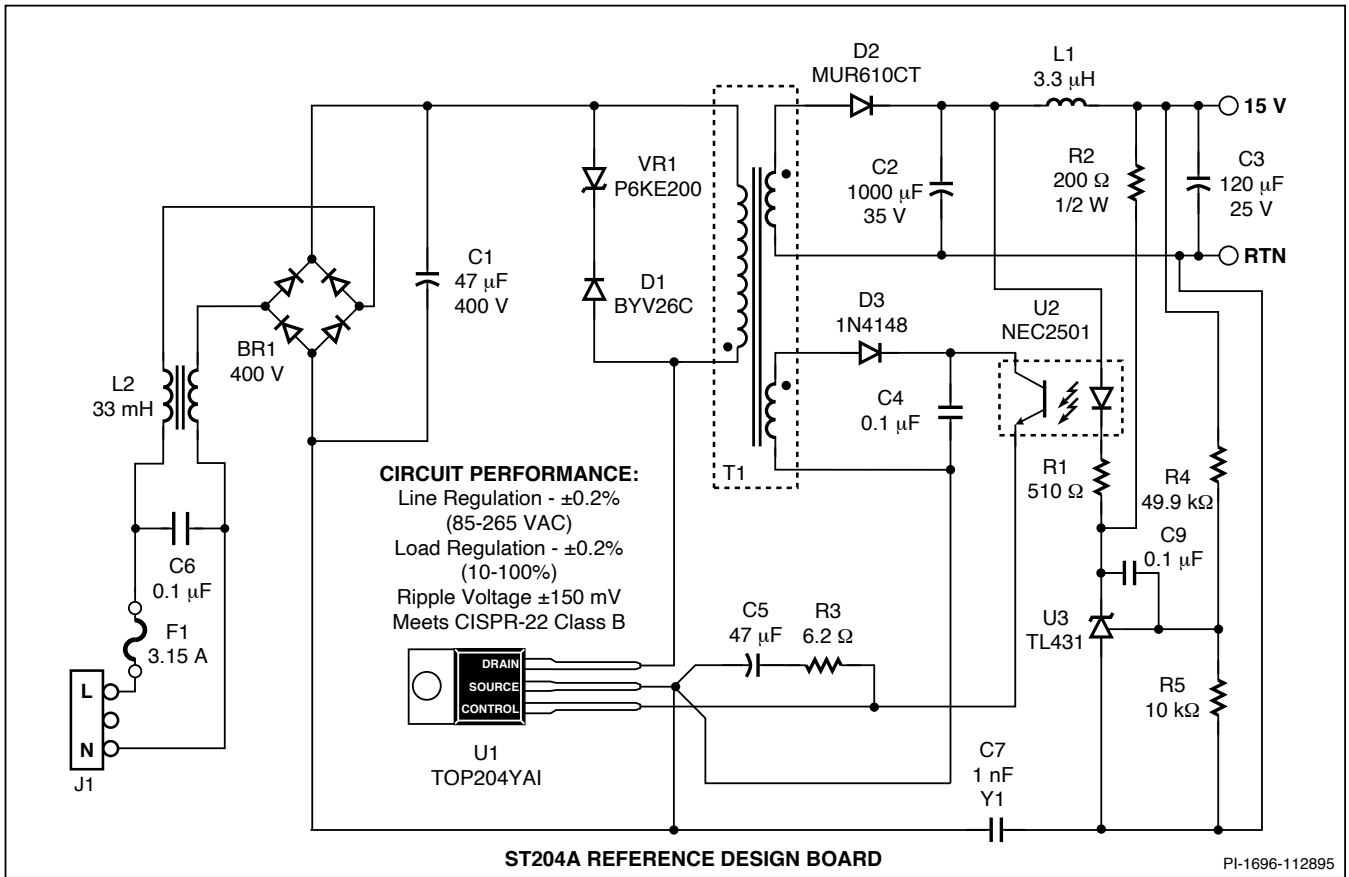 D2
MUR610CT
L1
3.3 μH
15 V
VR1
P6KE200
C2
1000 μF
35 V
R2
200 Ω
1/2 W
C3
120 μF
25 V
C1
47 μF
400 V
D1
BYV26C
RTN
D3
1N4148
U2
NEC2501
BR1
400 V
L2
33 mH
C4
0.1 μF
T1
R1
510 Ω
R4
49.9 kΩ
CIRCUIT PERFORMANCE:
Line Regulation - ±0.2%
(85-265 VAC)
Load Regulation - ±0.2%
(10-100%)
Ripple Voltage ±150 mV
Meets CISPR-22 Class B
C9
0.1 μF
C6
0.1 μF
F1
3.15 A
C5
47 μF
R3
6.2 Ω
U3
TL431
DRAIN
SOURCE
CONTROL
R5
10 kΩ
L
N
J1
U1
TOP204YAI
C7
1 nF
Y1
ST204A REFERENCE DESIGN BOARD
PI-1696-112895